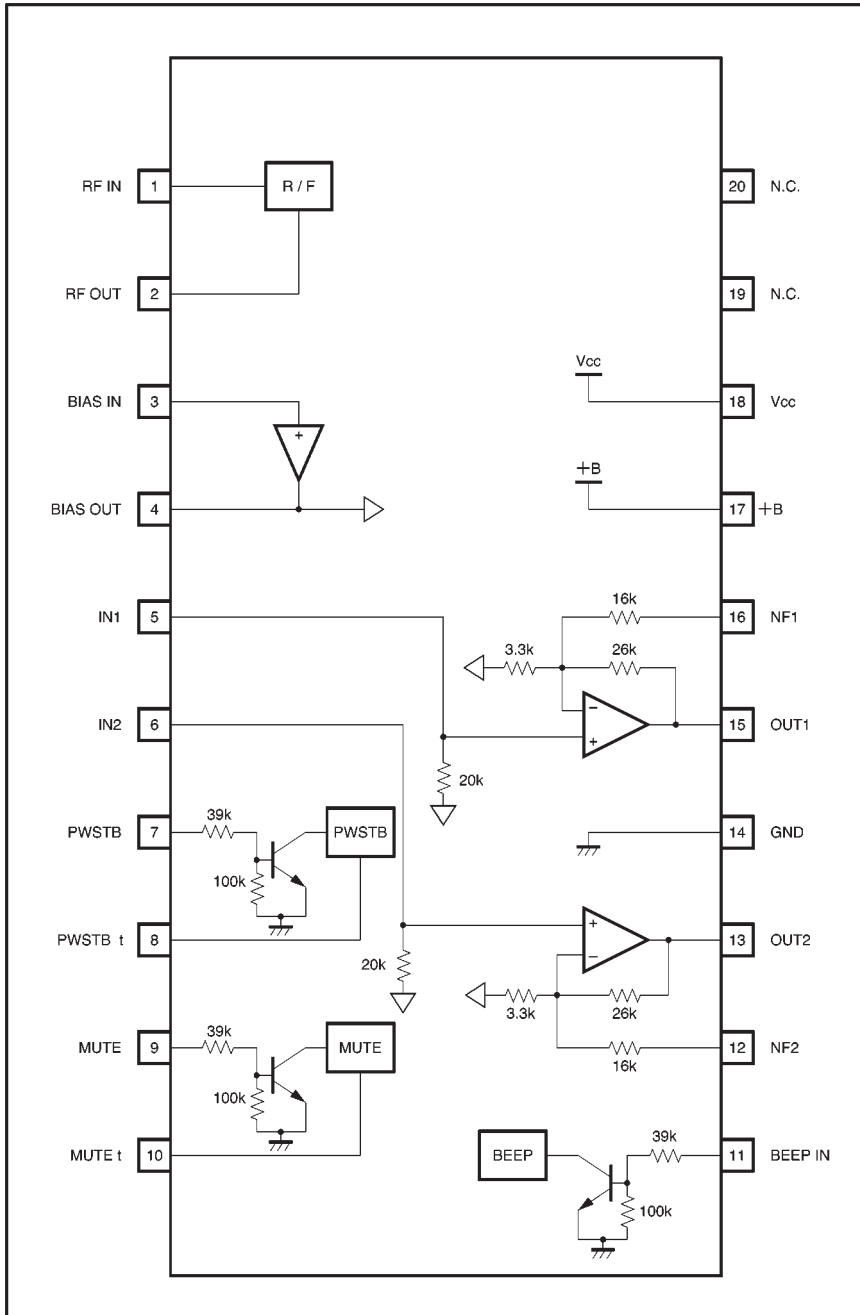 RF IN 1 R / F 20 N.C.
RF OUT 2 19 N.C.
Vcc
BIAS IN 3 + 18 Vcc
+B
BIAS OUT 4 17 +B
16k
IN1 5 16 NF1
3.3k 26k
IN2 6 − 15 OUT1
+
20k
39k
PWSTB 7 PWSTB 14 GND
100k
PWSTB t 8 + 13 OUT2
−
20k
3.3k 26k
39k
MUTE 9 MUTE 12 NF2
16k
100k
39k
MUTE t 10 BEEP 11 BEEP IN
100k